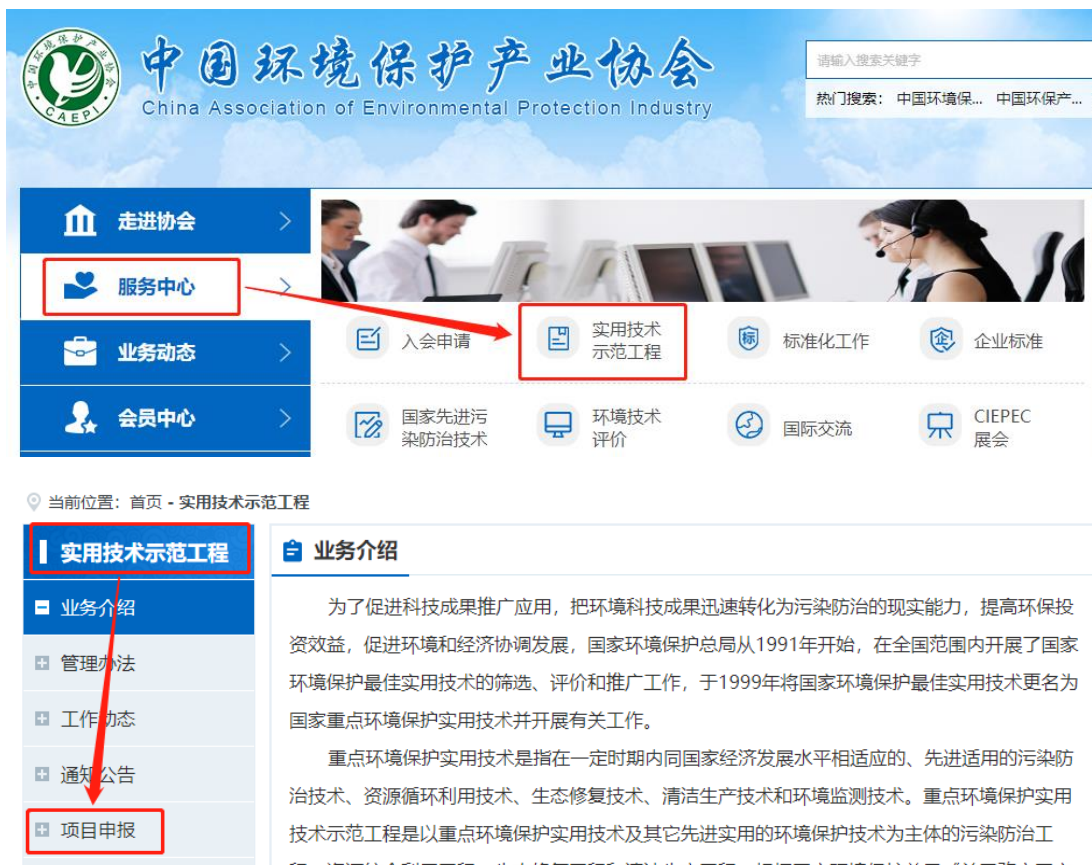 中国环境保护产业协会
China Association of Environmental Protection Industry
CAEPI
请输入搜索关键字
热门搜索： 中国环境保... 中国环保产...
走进协会
服务中心
业务动态
会员中心
入会申请
实用技术
示范工程
标准化工作
企业标准
国家先进污
染防治技术
环境技术
评价
国际交流
CIEPEC
展会
当前位置：首页 - 实用技术示范工程
实用技术示范工程
业务介绍
管理办法
工作动态
通知公告
项目申报
业务介绍
为了促进科技成果推广应用，把环境科技成果迅速转化为污染防治的现实能力，提高环保投
资效益，促进环境和经济协调发展，国家环境保护总局从1991年开始，在全国范围内开展了国家
环境保护最佳实用技术的筛选、评价和推广工作，于1999年将国家环境保护最佳实用技术更名为
国家重点环境保护实用技术并开展有关工作。
重点环境保护实用技术是指在一定时期内同国家经济发展水平相适应的、先进适用的污染防
治技术、资源循环利用技术、生态修复技术、清洁生产技术和环境监测技术。重点环境保护实用
技术示范工程是以重点环境保护实用技术及其它先进实用的环境保护技术为主体的污染防治工